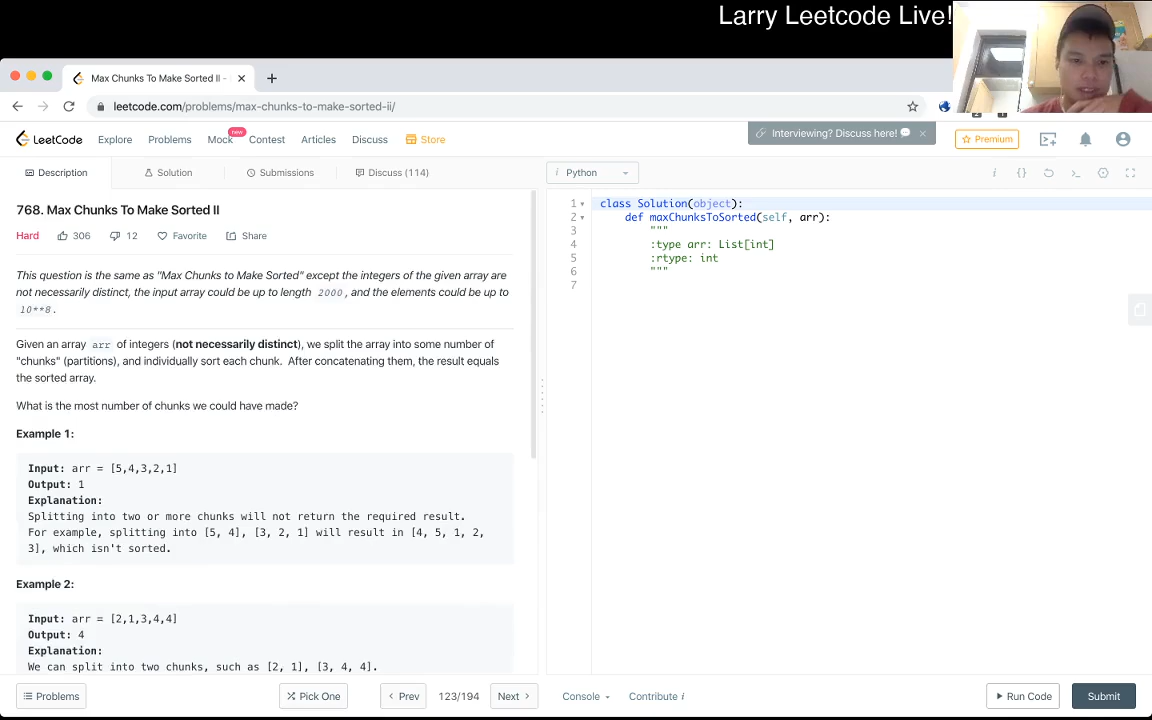 Larry Leetcode Live!
Max Chunks To Make Sorted II -
leetcode.com/problems/max-chunks-to-make-sorted-ii/
LeetCode Explore Problems Mock new Contest Articles Discuss Store
Interviewing? Discuss here!
Premium
Description Solution Submissions Discuss (114)
i Python
768. Max Chunks To Make Sorted II
Hard 306 12 Favorite Share
This question is the same as "Max Chunks to Make Sorted" except the integers of the given array are
not necessarily distinct, the input array could be up to length 2000, and the elements could be up to
10**8.
Given an array arr of integers (not necessarily distinct), we split the array into some number of
"chunks" (partitions), and individually sort each chunk. After concatenating them, the result equals
the sorted array.
What is the most number of chunks we could have made?
Example 1:
Input: arr = [5,4,3,2,1]
Output: 1
Explanation:
Splitting into two or more chunks will not return the required result.
For example, splitting into [5, 4], [3, 2, 1] will result in [4, 5, 1, 2,
3], which isn't sorted.
Example 2:
Input: arr = [2,1,3,4,4]
Output: 4
Explanation:
We can split into two chunks, such as [2, 1], [3, 4, 4].
1 class Solution(object):
2 def maxChunksToSorted(self, arr):
3 """
4 :type arr: List[int]
5 :rtype: int
6 """
7
Problems Pick One Prev 123/194 Next Console Contribute i Run Code Submit